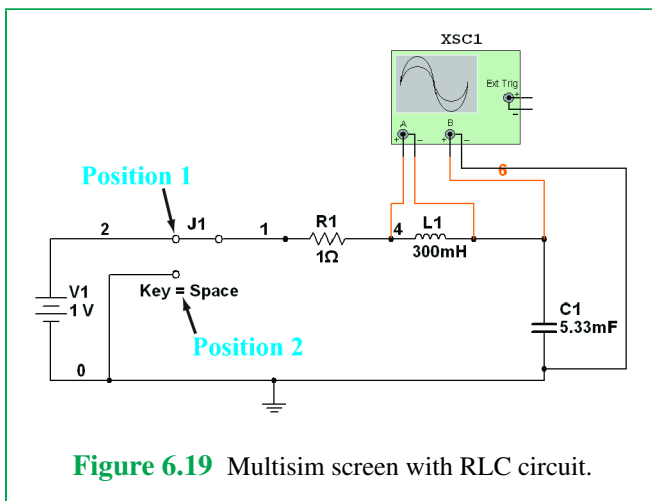 XSC1
Ext Trig
+
−
A
B
+ −
+ −
6
Position 1
J1
2
1
R1
1Ω
4
L1
300mH
V1
1 V
Key = Space
Position 2
C1
5.33mF
0
Figure 6.19 Multisim screen with RLC circuit.